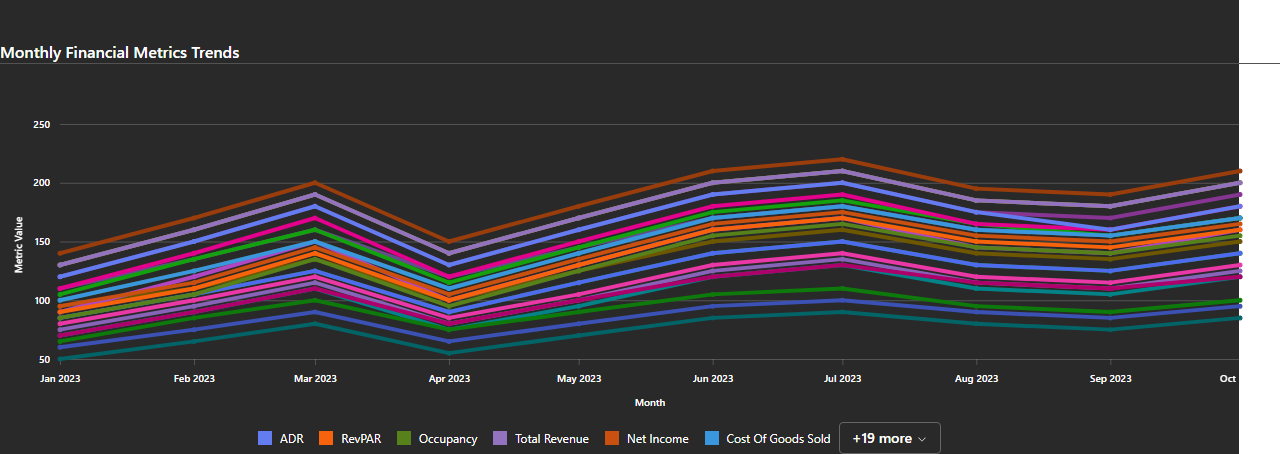 Monthly Financial Metrics Trends
250
200
150
100
50
Metric Value
Jan 2023 Feb 2023 Mar 2023 Apr 2023 May 2023 Jun 2023 Jul 2023 Aug 2023 Sep 2023 Oct
Month
ADR RevPAR Occupancy Total Revenue Net Income Cost Of Goods Sold +19 more